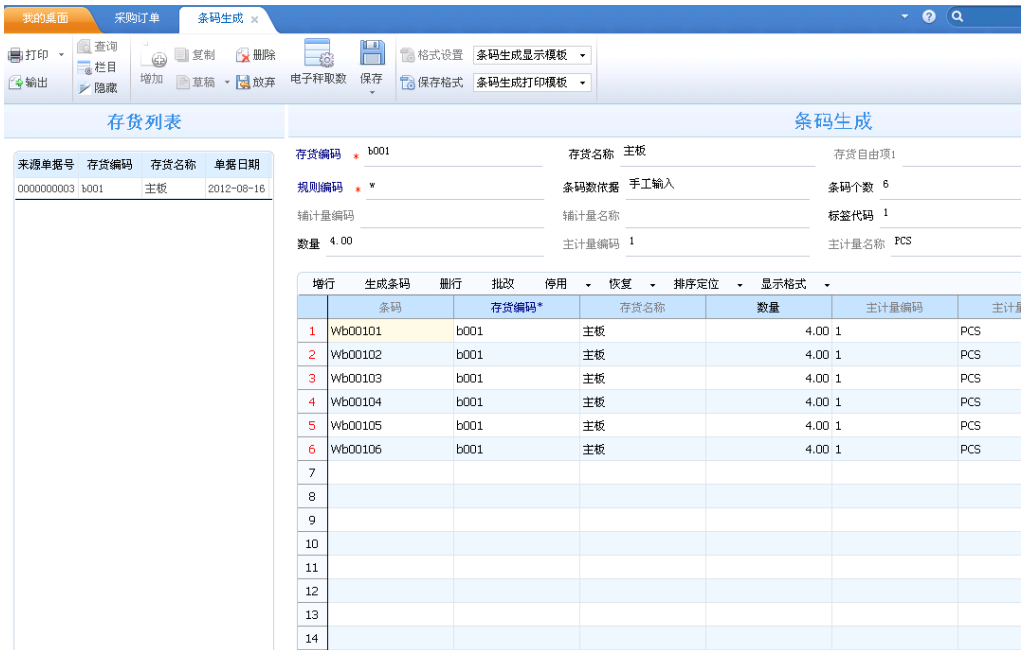 我的桌面 采购订单 条码生成
打印 查询 增加 复制 删除 电子秤取数 保存 格式设置 条码生成显示模板
栏目
输出 隐藏 草稿 放弃 保存格式 条码生成打印模板
存货列表 条码生成
来源单据号 存货编码 存货名称 单据日期
0000000003 b001 主板 2012-08-16
存货编码 * b001 存货名称 主板 存货自由项1
规则编码 * * 条码数依据 手工输入 条码个数 6
辅计量编码 辅计量名称 标签代码 1
数量 4.00 主计量编码 1 主计量名称 PCS
增行 生成条码 删行 批改 停用 恢复 排序定位 显示格式
条码 存货编码* 存货名称 数量 主计量编码 主计量
1 Wb00101 b001 主板 4.00 1 PCS
2 Wb00102 b001 主板 4.00 1 PCS
3 Wb00103 b001 主板 4.00 1 PCS
4 Wb00104 b001 主板 4.00 1 PCS
5 Wb00105 b001 主板 4.00 1 PCS
6 Wb00106 b001 主板 4.00 1 PCS
7
8
9
10
11
12
13
14